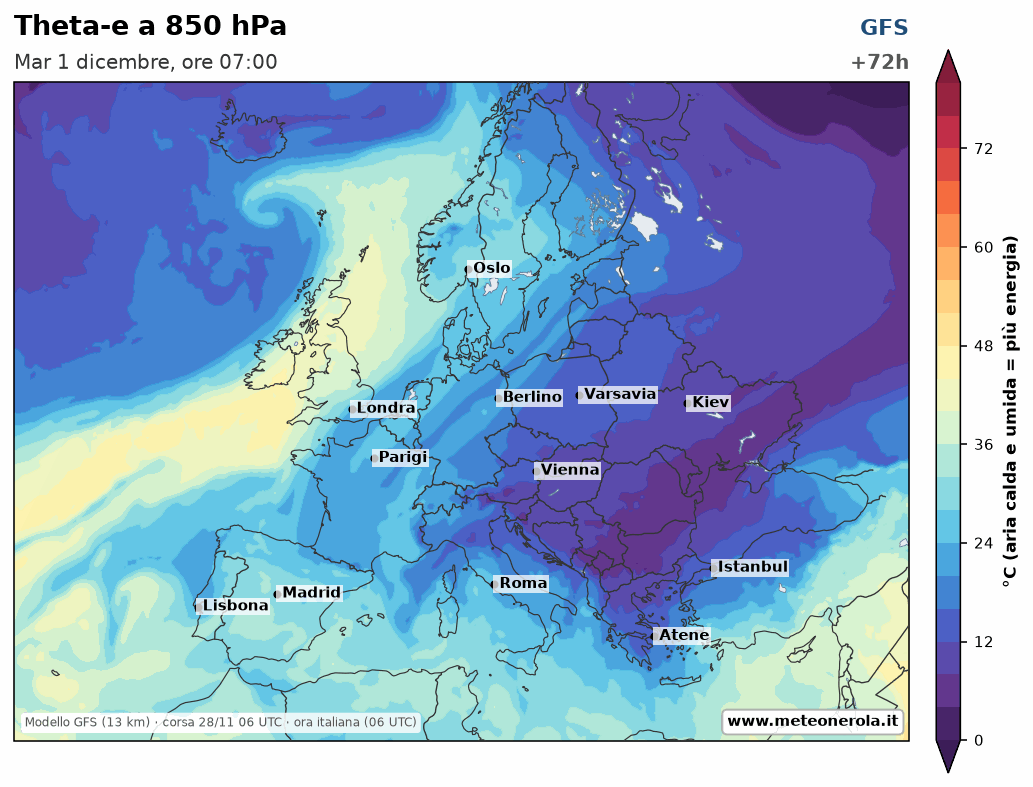 Theta-e a 850 hPa
GFS
Mar 1 dicembre, ore 07:00
+72h
72
60
48
36
24
12
0
°C (aria calda e umida = più energia)
Oslo
Londra
Berlino
Varsavia
Kiev
Parigi
Vienna
Istanbul
Roma
Madrid
Lisbona
Atene
Modello GFS (13 km) · corsa 28/11 06 UTC · ora italiana (06 UTC)
www.meteonerola.it